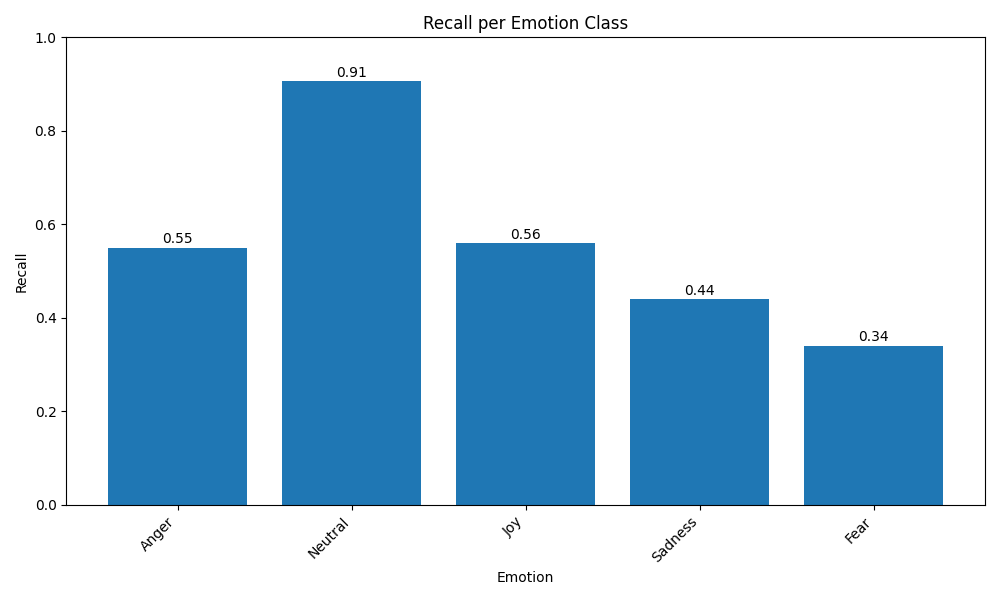 Recall per Emotion Class
1.0
0.8
0.6
0.4
0.2
0.0
Recall
0.55
0.91
0.56
0.44
0.34
Anger
Neutral
Joy
Sadness
Fear
Emotion